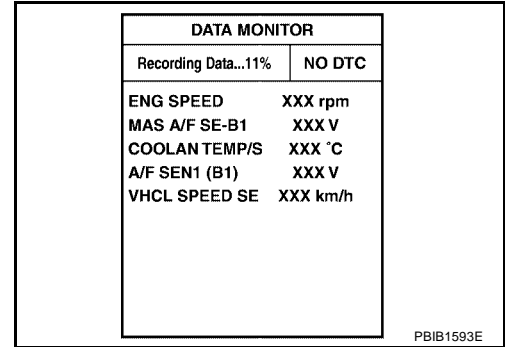 DATA MONITOR
Recording Data...11% NO DTC
ENG SPEED XXX rpm
MAS A/F SE-B1 XXX V
COOLAN TEMP/S XXX °C
A/F SEN1 (B1) XXX V
VHCL SPEED SE XXX km/h
PBIB1593E